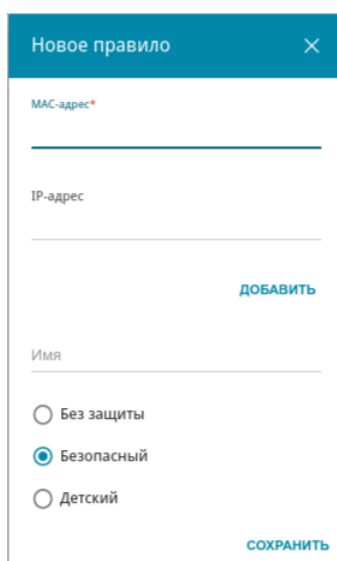 Новое правило
MAC-адрес*
IP-адрес
ДОБАВИТЬ
Имя
Без защиты
Безопасный
Детский
СОХРАНИТЬ